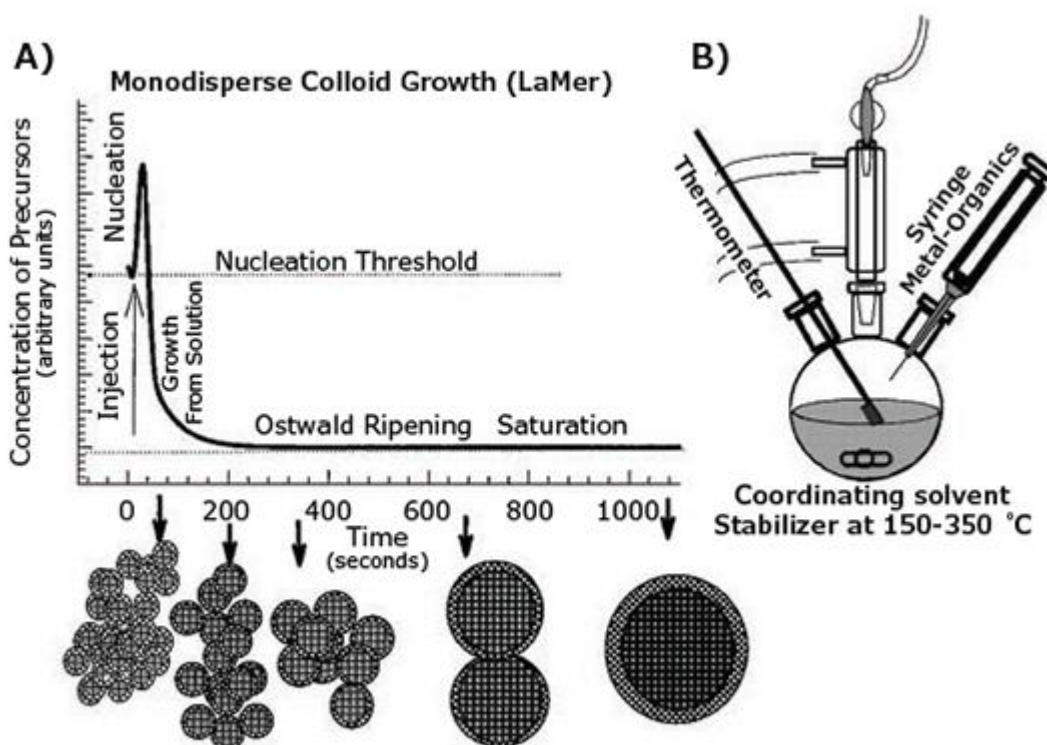 A)
Monodisperse Colloid Growth (LaMer)
Concentration of Precursors
(arbitrary units)
Nucleation
Nucleation Threshold
Injection
Growth
From Solution
Ostwald Ripening Saturation
0 200 400 600 800 1000
Time
(seconds)
B)
Thermometer
Syringe
Metal-Organics
Coordinating solvent
Stabilizer at 150-350 °C